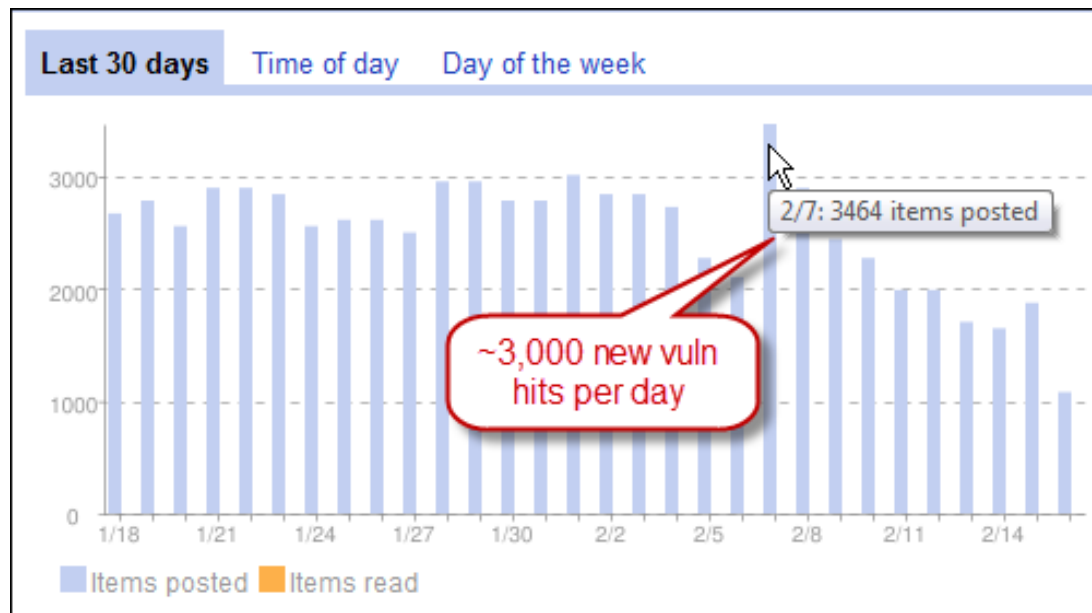 Last 30 days Time of day Day of the week
3000
2/7: 3464 items posted
2000
~3,000 new vuln
hits per day
1000
0
1/18 1/21 1/24 1/27 1/30 2/2 2/5 2/8 2/11 2/14
Items posted Items read